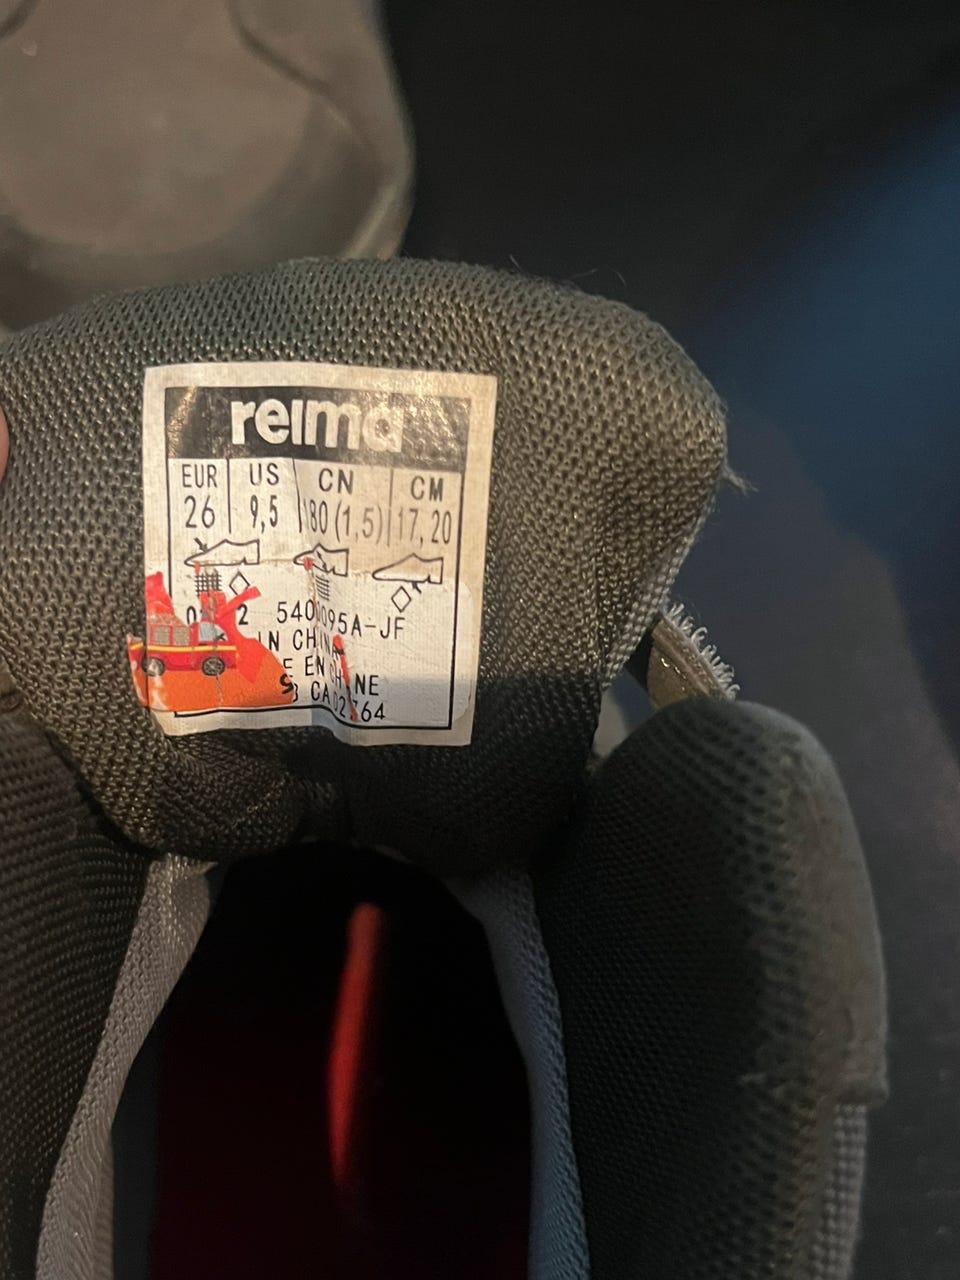 reima
EUR US CN CM
26 9,5 180(1,5) 17,20
5400095A-JF
IN CHINA
EN CHINE
CA02764